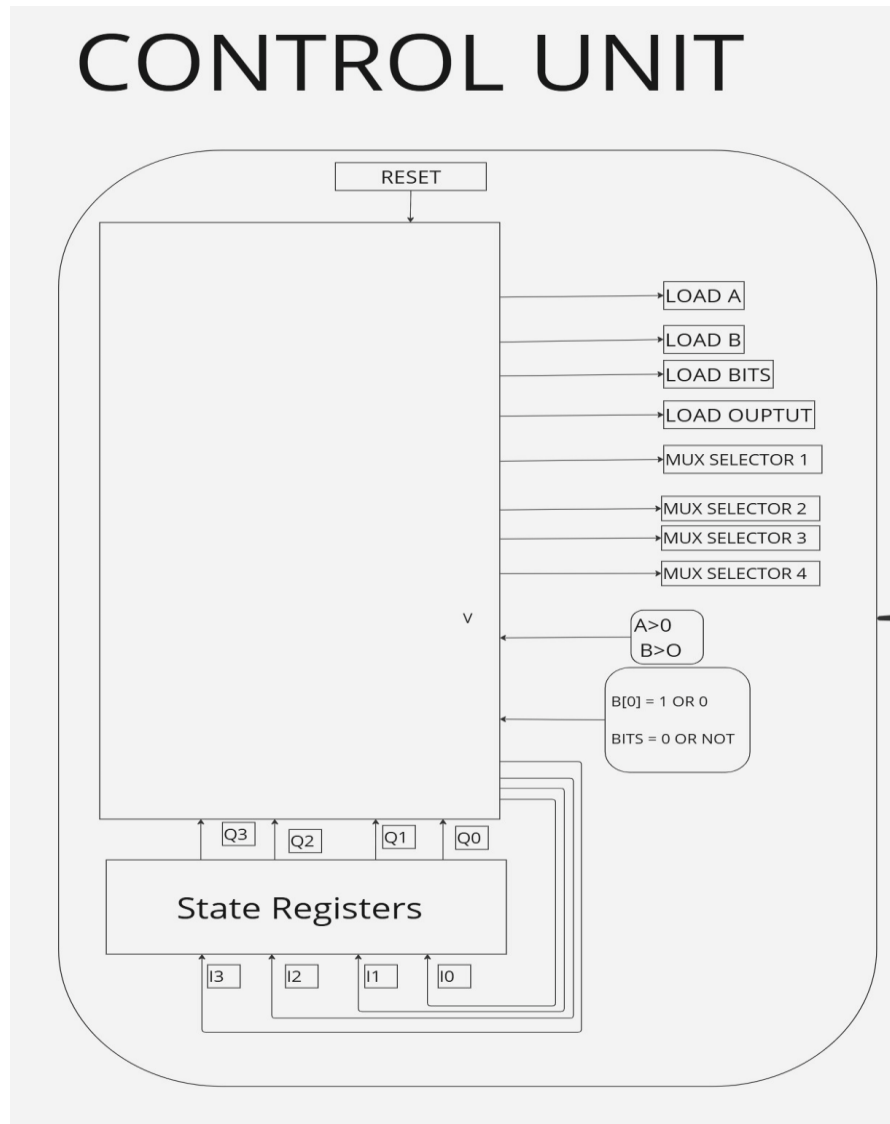 CONTROL UNIT
RESET
LOAD A
LOAD B
LOAD BITS
LOAD OUPTUT
MUX SELECTOR 1
MUX SELECTOR 2
MUX SELECTOR 3
MUX SELECTOR 4
V
A>0
B>O
B[0] = 1 OR 0
BITS = 0 OR NOT
Q3
Q2
Q1
Q0
State Registers
I3
I2
I1
I0